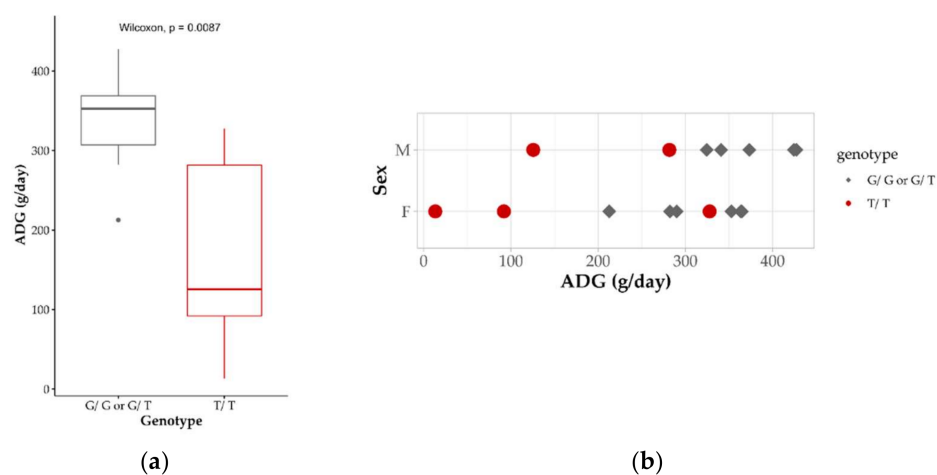 Wilcoxon, p = 0.0087
400
300
200
100
0
ADG (g/day)
G/ G or G/ T
T/ T
Genotype
(a)
Sex
M
F
0
100
200
300
400
ADG (g/day)
genotype
G/ G or G/ T
T/ T
(b)